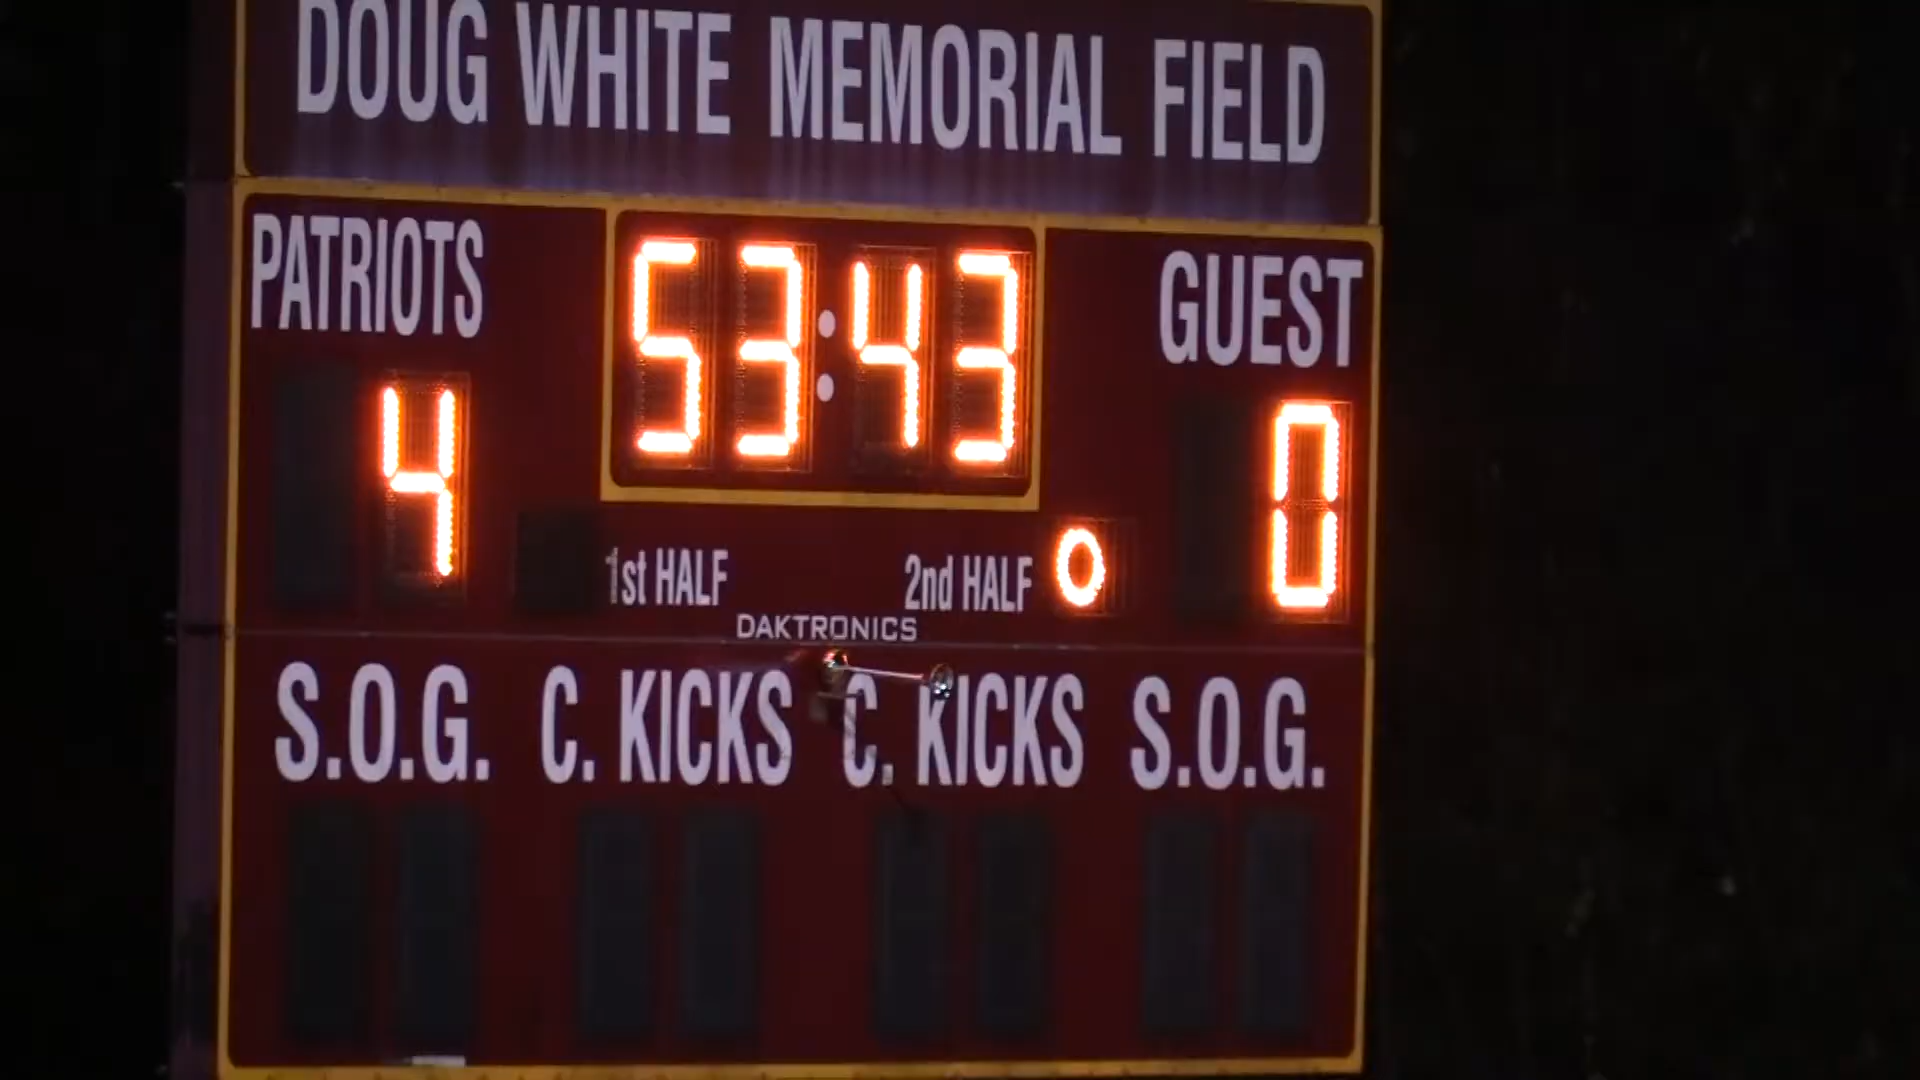 DOUG WHITE MEMORIAL FIELD
PATRIOTS 53:43 GUEST
4 0
1st HALF 2nd HALF
DAKTRONICS
S.O.G. C. KICKS C. KICKS S.O.G.